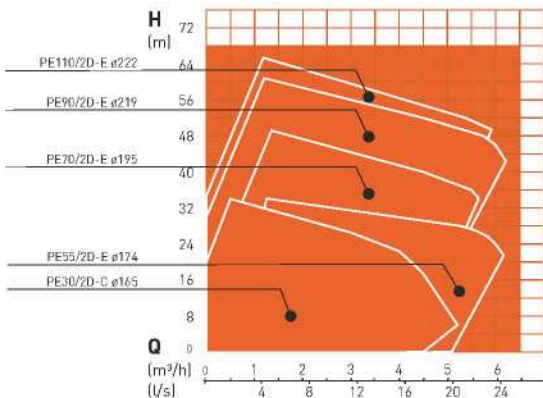 H
(m)
72
PE110/2D-E ø222
64
PE90/2D-E ø219
56
48
PE70/2D-E ø195
40
32
PE55/2D-E ø174
24
PE30/2D-C ø165
16
8
0
Q
(m³/h) 0 1 2 3 4 5 6
(l/s) 4 8 12 16 20 24